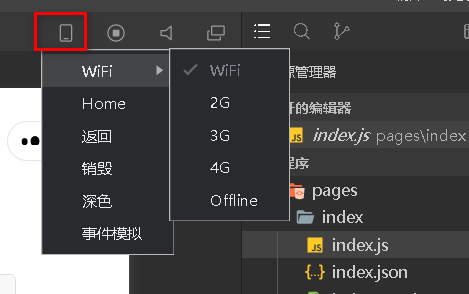 WiFi
Home
返回
销毁
深色
事件模拟
WiFi
2G
3G
4G
Offline
源管理器
开的编辑器
JS index.js pages\index
程序
pages
index
JS index.js
{..} index.json